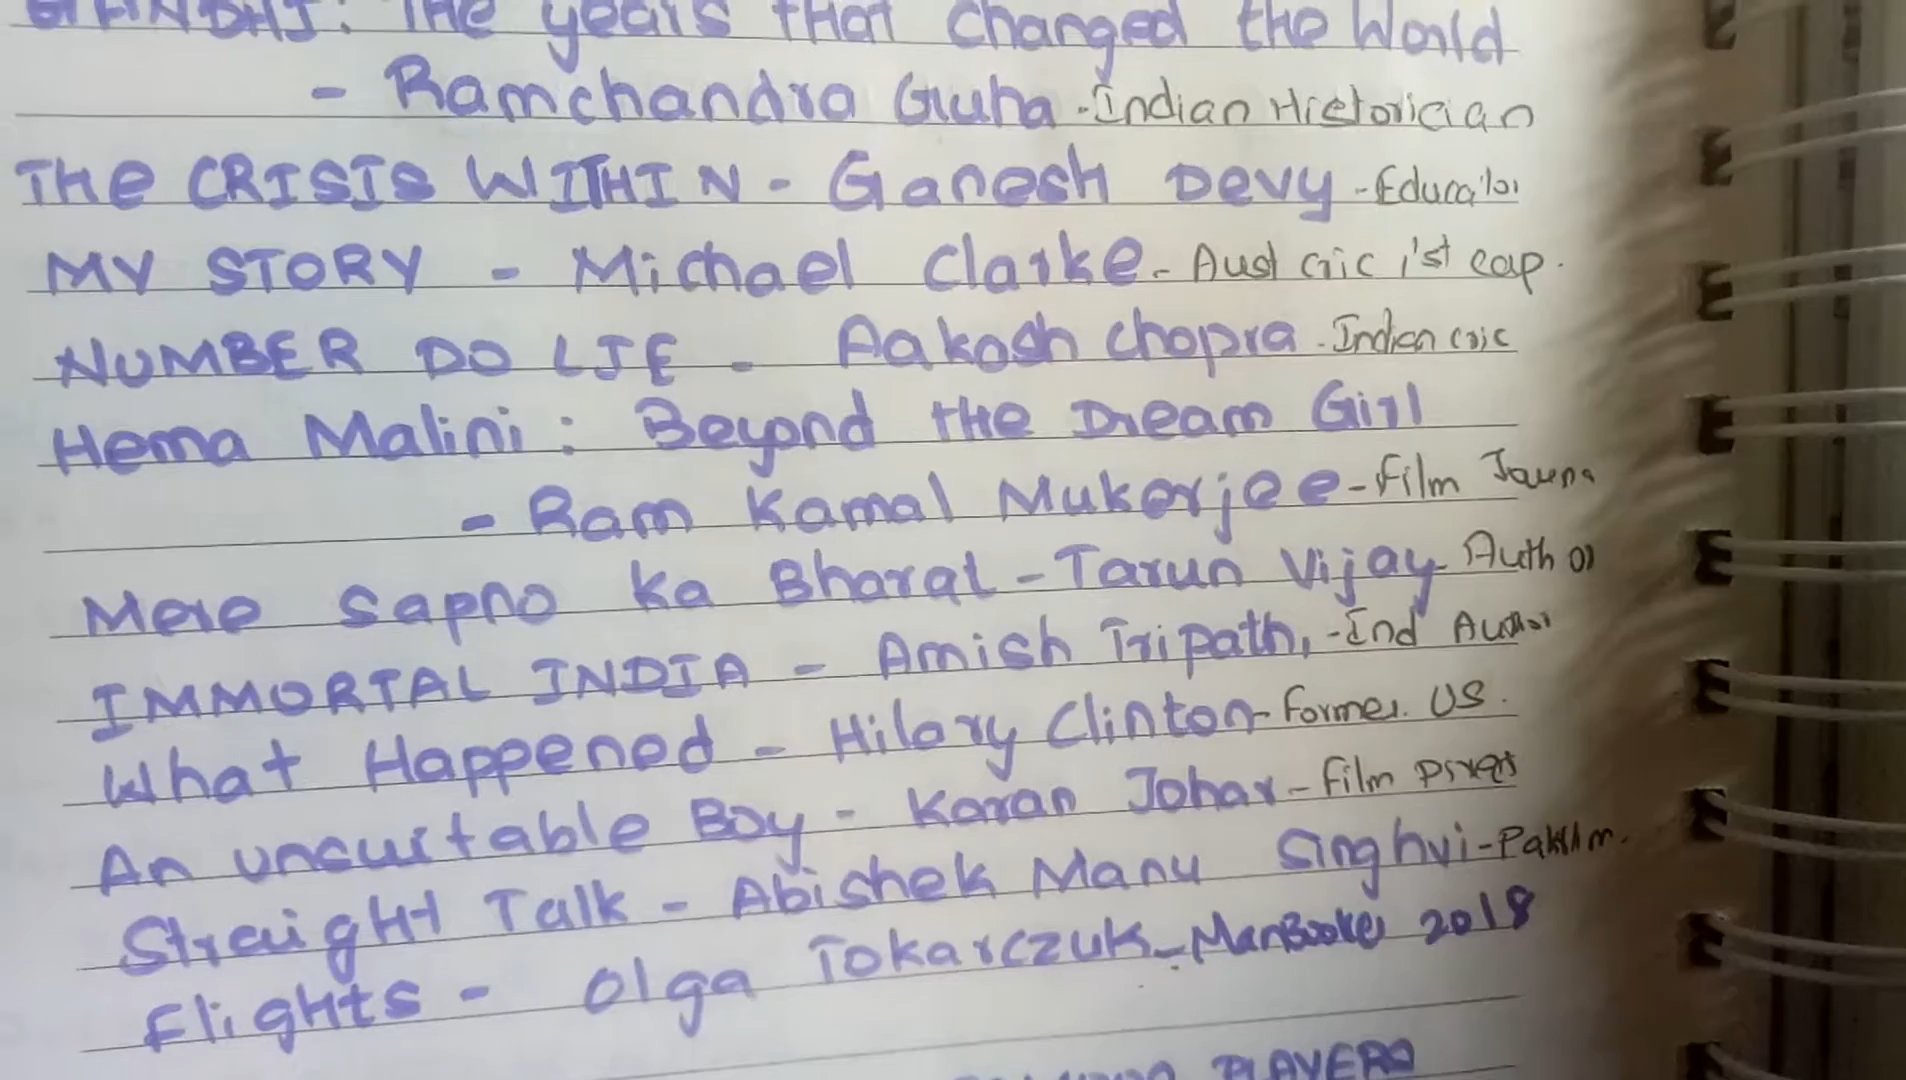 GANDHI: THE years that changed the World
- Ramchandra Guha - Indian Historician
THE CRISIS WITHIN - Ganesh Devy - Educator
MY STORY - Michael Clarke - Aust cric 1'st cap.
NUMBER DO LIE - Aakash Chopra - Indian cric
Hema Malini : Beyond the Dream Girl
- Ram Kamal Mukerjee - film Journa
Mere Sapno ka Bharat - Tarun Vijay - Author
IMMORTAL INDIA - Amish Tripathi - Ind Author
What Happened - Hilary Clinton - former. US.
An unsuitable Boy - Karan Johar - film
Straight Talk - Abishek Manu Singhvi -
Flights - Olga Tokarczuk - ManBooker 2018
PLAYERS